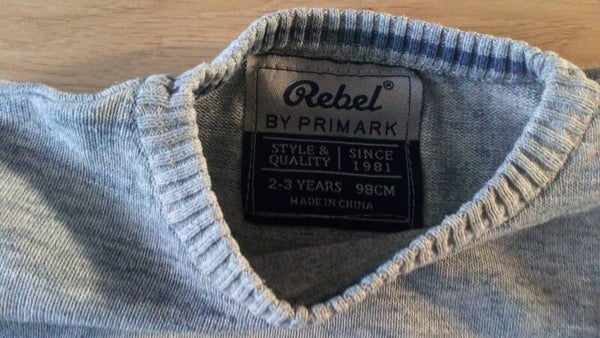 Rebel®
BY PRIMARK
STYLE & QUALITY | SINCE 1981
2-3 YEARS 98CM
MADE IN CHINA